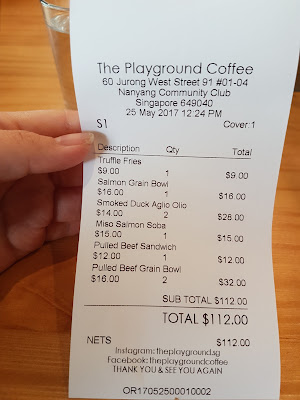 The Playground Coffee
60 Jurong West Street 91 #01-04
Nanyang Community Club
Singapore 649040
25 May 2017 12:24 PM
S1 Cover:1
Description Qty Total
Truffle Fries
$9.00 1 $9.00
Salmon Grain Bowl
$16.00 1 $16.00
Smoked Duck Aglio Olio
$14.00 2 $28.00
Miso Salmon Soba
$15.00 1 $15.00
Pulled Beef Sandwich
$12.00 1 $12.00
Pulled Beef Grain Bowl
$16.00 2 $32.00
SUB TOTAL $112.00
TOTAL $112.00
NETS $112.00
Instagram:theplayground.sg
Facebook:theplaygroundcoffee
THANK YOU & SEE YOU AGAIN
OR17052500010002